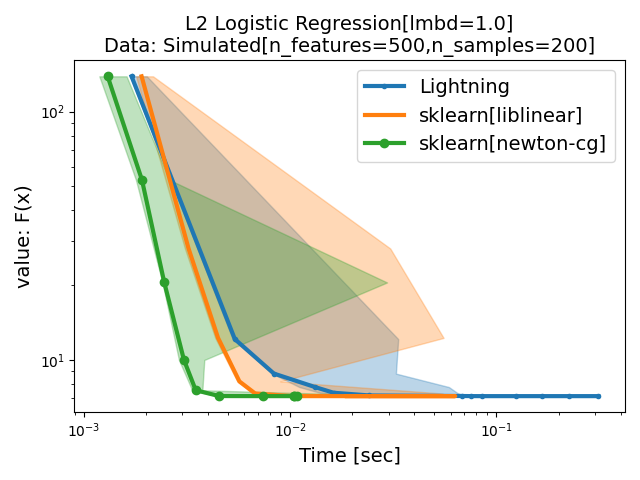 L2 Logistic Regression[lmbd=1.0]
Data: Simulated[n_features=500,n_samples=200]
Lightning
sklearn[liblinear]
sklearn[newton-cg]
value: F(x)
10²
10¹
10⁻³
10⁻²
10⁻¹
Time [sec]